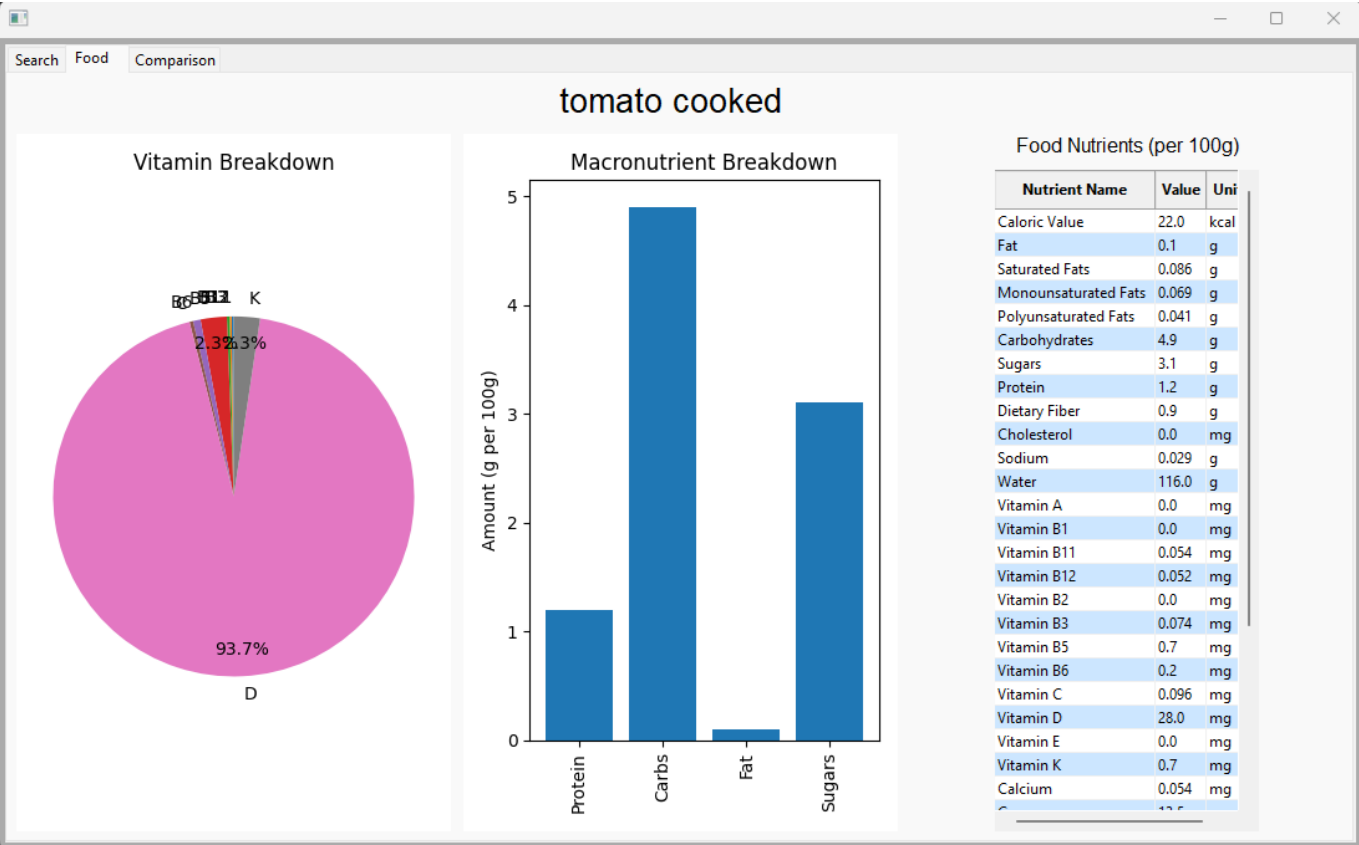 Search Food Comparison
tomato cooked
Vitamin Breakdown
K
2.3%
93.7%
D
Macronutrient Breakdown
Amount (g per 100g)
5
4
3
2
1
0
Protein Carbs Fat Sugars
Food Nutrients (per 100g)
Nutrient Name Value Uni
Caloric Value 22.0 kcal
Fat 0.1 g
Saturated Fats 0.086 g
Monounsaturated Fats 0.069 g
Polyunsaturated Fats 0.041 g
Carbohydrates 4.9 g
Sugars 3.1 g
Protein 1.2 g
Dietary Fiber 0.9 g
Cholesterol 0.0 mg
Sodium 0.029 g
Water 116.0 g
Vitamin A 0.0 mg
Vitamin B1 0.0 mg
Vitamin B11 0.054 mg
Vitamin B12 0.052 mg
Vitamin B2 0.0 mg
Vitamin B3 0.074 mg
Vitamin B5 0.7 mg
Vitamin B6 0.2 mg
Vitamin C 0.096 mg
Vitamin D 28.0 mg
Vitamin E 0.0 mg
Vitamin K 0.7 mg
Calcium 0.054 mg